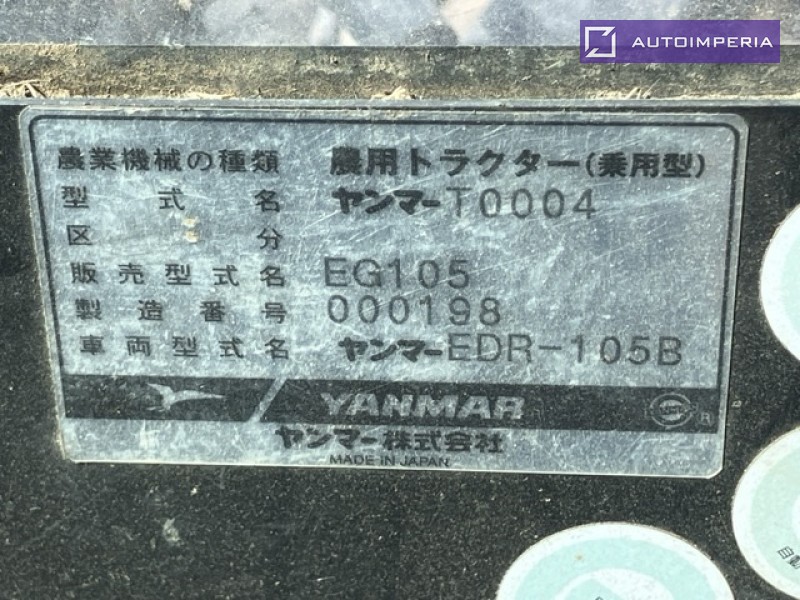 AUTOIMPERIA
農業機械の種類 農用トラクター(乗用型)
型式名 ヤンマーT0004
区分
販売型式名 EG105
製造番号 000198
車両型式名 ヤンマーEDR-105B
YANMAR ®
ヤンマー株式会社
MADE IN JAPAN